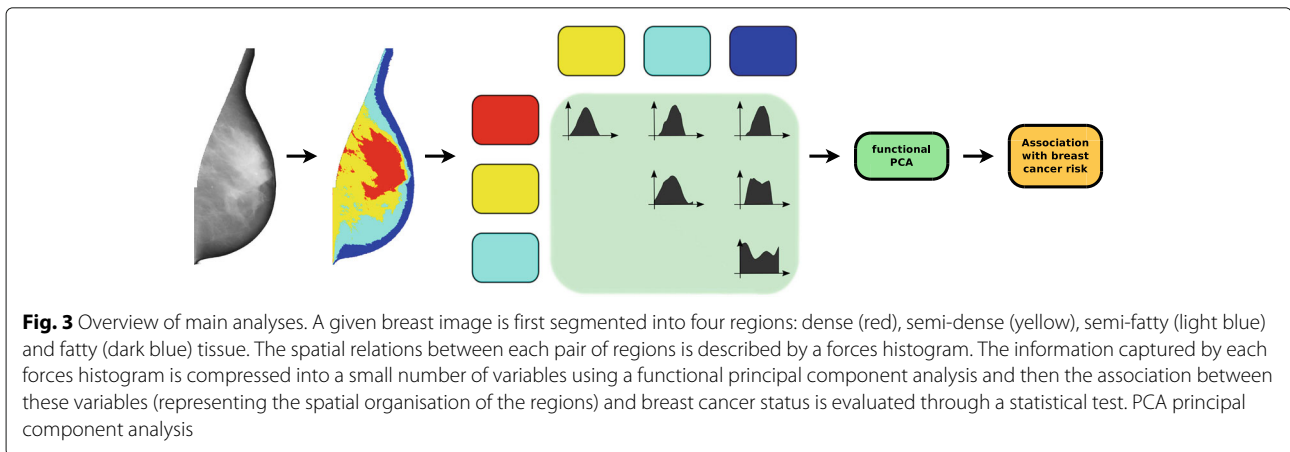 functional
PCA
Association
with breast
cancer risk
Fig. 3 Overview of main analyses. A given breast image is first segmented into four regions: dense (red), semi-dense (yellow), semi-fatty (light blue)
and fatty (dark blue) tissue. The spatial relations between each pair of regions is described by a forces histogram. The information captured by each
forces histogram is compressed into a small number of variables using a functional principal component analysis and then the association between
these variables (representing the spatial organisation of the regions) and breast cancer status is evaluated through a statistical test. PCA principal
component analysis